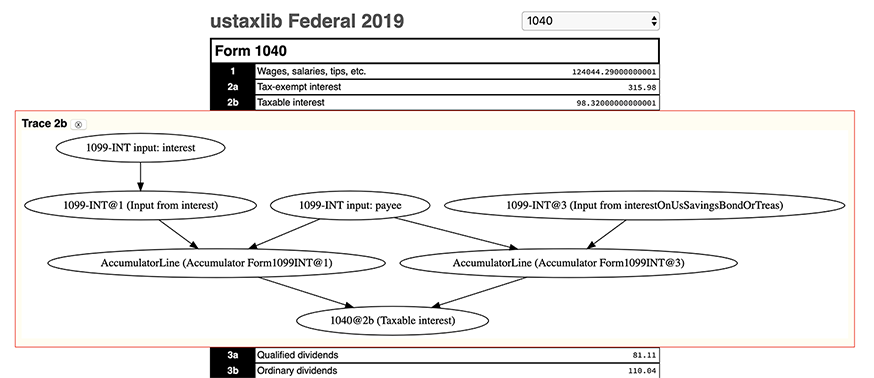 ustaxlib Federal 2019
1040
Form 1040
1 Wages, salaries, tips, etc. 124044.29000000001
2a Tax-exempt interest 315.98
2b Taxable interest 98.32000000000001
Trace 2b
1099-INT input: interest
1099-INT@1 (Input from interest) 1099-INT input: payee 1099-INT@3 (Input from interestOnUsSavingsBondOrTreas)
AccumulatorLine (Accumulator Form1099INT@1) AccumulatorLine (Accumulator Form1099INT@3)
1040@2b (Taxable interest)
3a Qualified dividends 81.11
3b Ordinary dividends 110.04